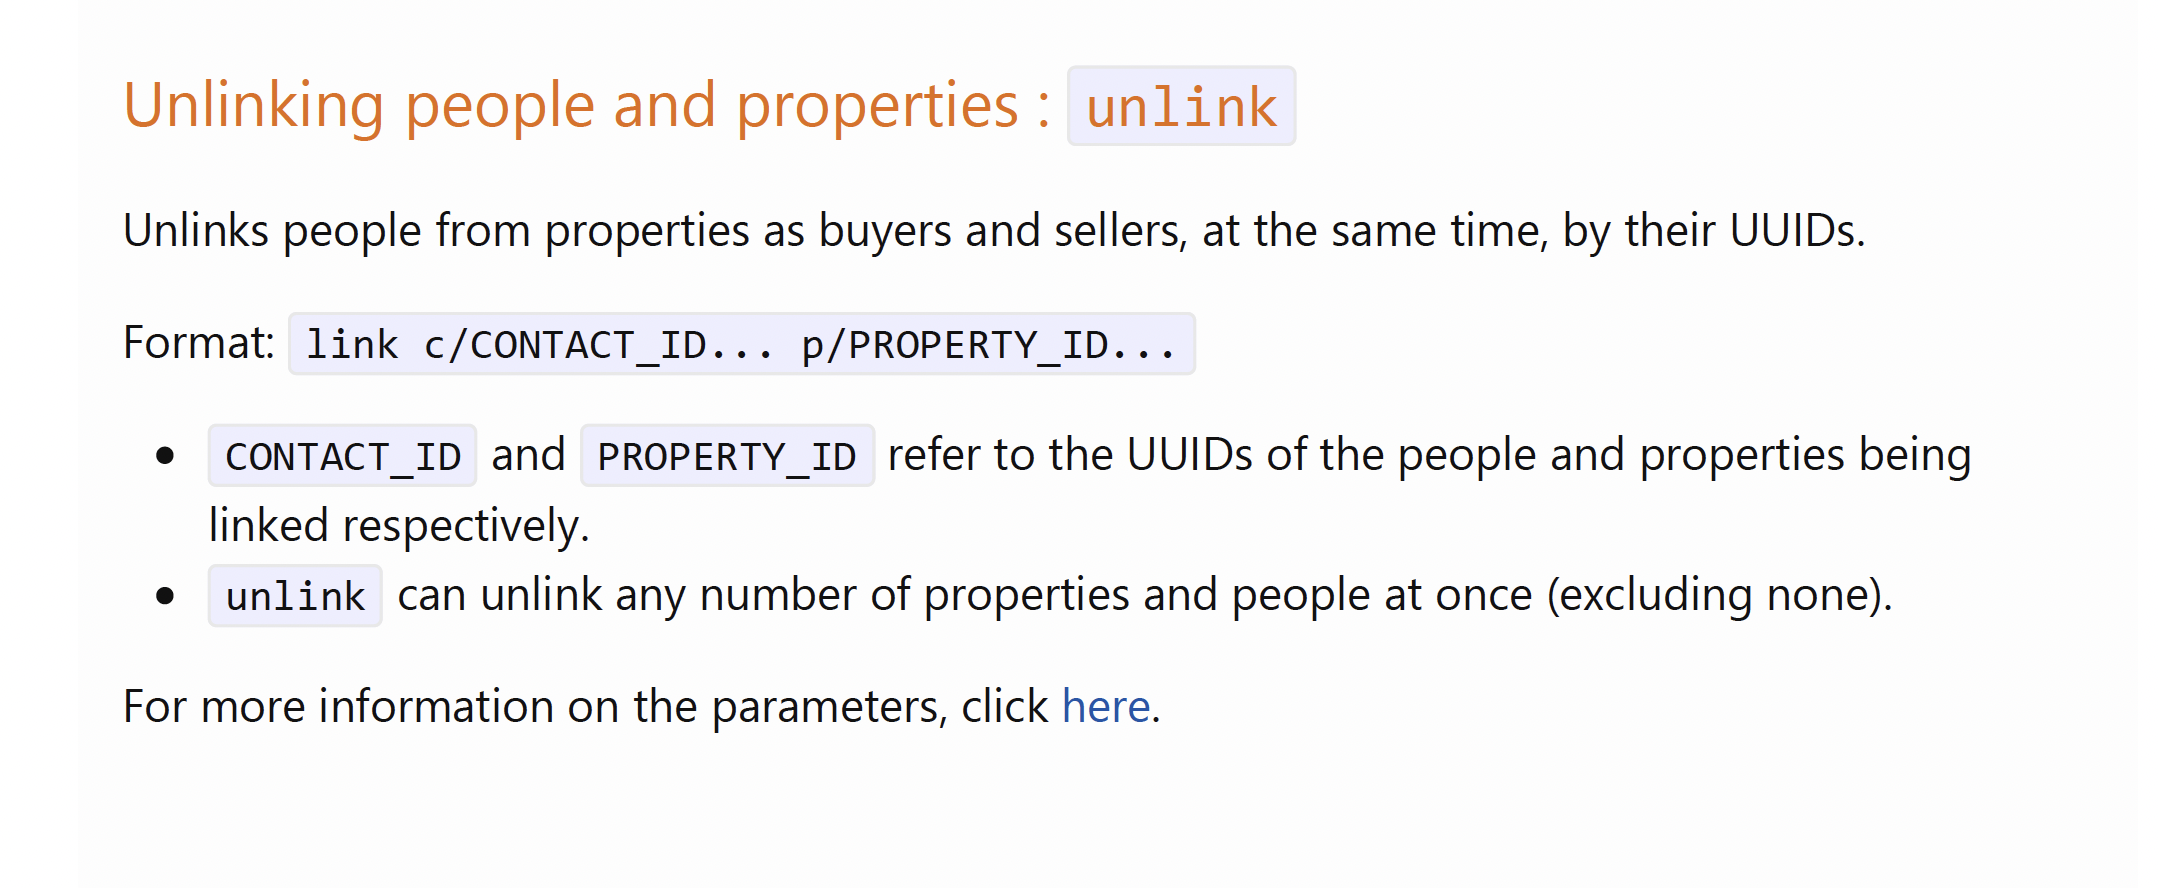 Unlinking people and properties : unlink
Unlinks people from properties as buyers and sellers, at the same time, by their UUIDs.
Format: link c/CONTACT_ID... p/PROPERTY_ID...
• CONTACT_ID and PROPERTY_ID refer to the UUIDs of the people and properties being
linked respectively.
• unlink can unlink any number of properties and people at once (excluding none).
For more information on the parameters, click here.